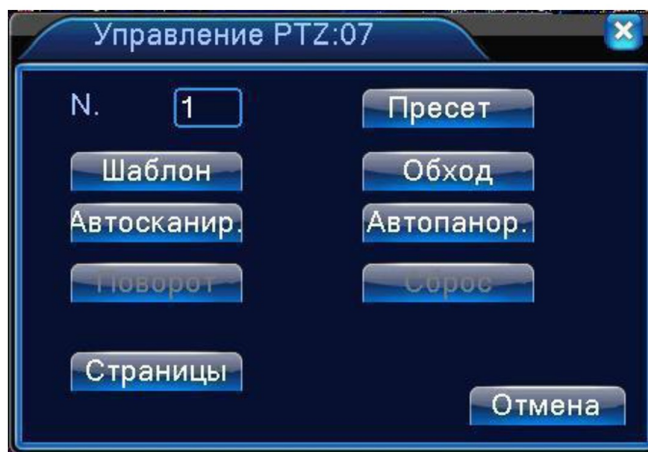 Управление PTZ:07
N. 1 Пресет
Шаблон Обход
Автосканир. Автопанор.
Поворот Сброс
Страницы
Отмена